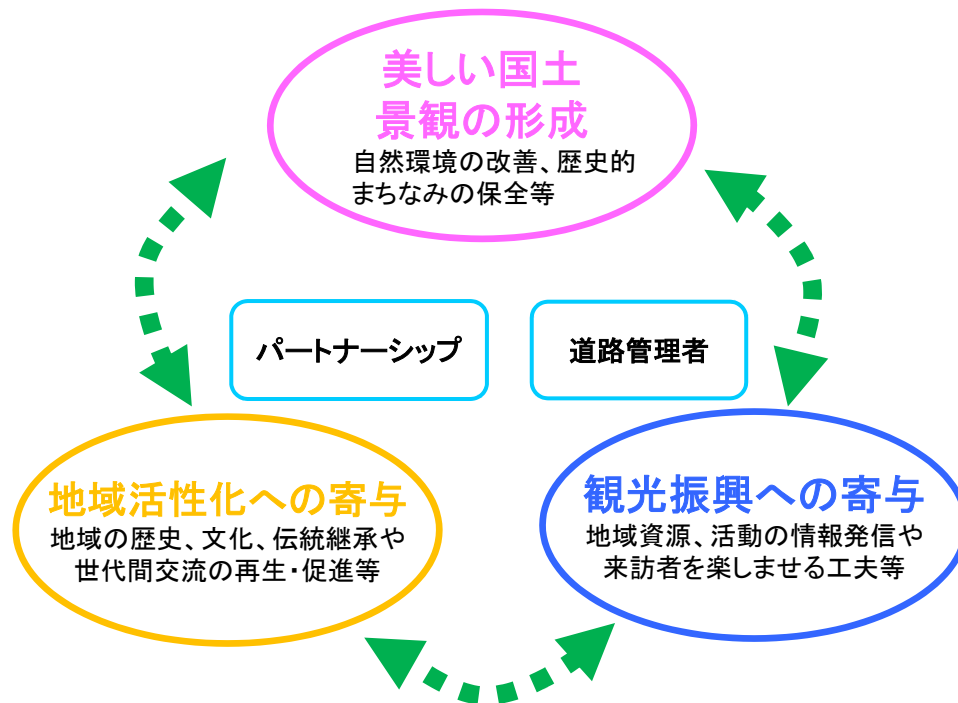 美しい国土
景観の形成
自然環境の改善、歴史的
まちなみの保全等
パートナーシップ
道路管理者
地域活性化への寄与
地域の歴史、文化、伝統継承や
世代間交流の再生・促進等
観光振興への寄与
地域資源、活動の情報発信や
来訪者を楽しませる工夫等